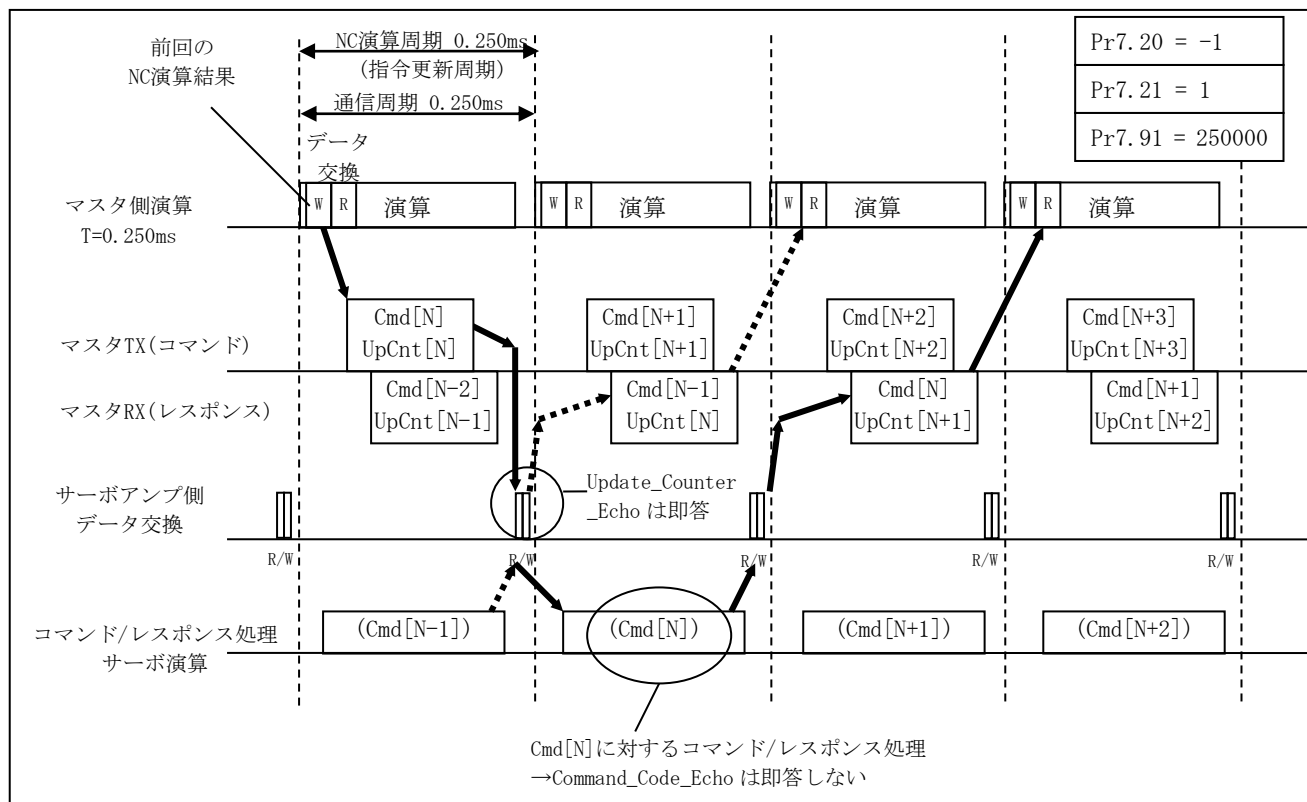 前回の
NC演算結果
NC演算周期 0.250ms
(指令更新周期)
通信周期 0.250ms
Pr7.20 = -1
Pr7.21 = 1
Pr7.91 = 250000
データ
交換
マスタ側演算
T=0.250ms
W R 演算
W R 演算
W R 演算
W R 演算
マスタTX(コマンド)
Cmd[N]
UpCnt[N]
Cmd[N+1]
UpCnt[N+1]
Cmd[N+2]
UpCnt[N+2]
Cmd[N+3]
UpCnt[N+3]
マスタRX(レスポンス)
Cmd[N-2]
UpCnt[N-1]
Cmd[N-1]
UpCnt[N]
Cmd[N]
UpCnt[N+1]
Cmd[N+1]
UpCnt[N+2]
サーボアンプ側
データ交換
Update_Counter
_Echo は即答
R/W R/W R/W R/W R/W
コマンド/レスポンス処理
サーボ演算
(Cmd[N-1])
(Cmd[N])
(Cmd[N+1])
(Cmd[N+2])
Cmd[N]に対するコマンド/レスポンス処理
→Command_Code_Echo は即答しない